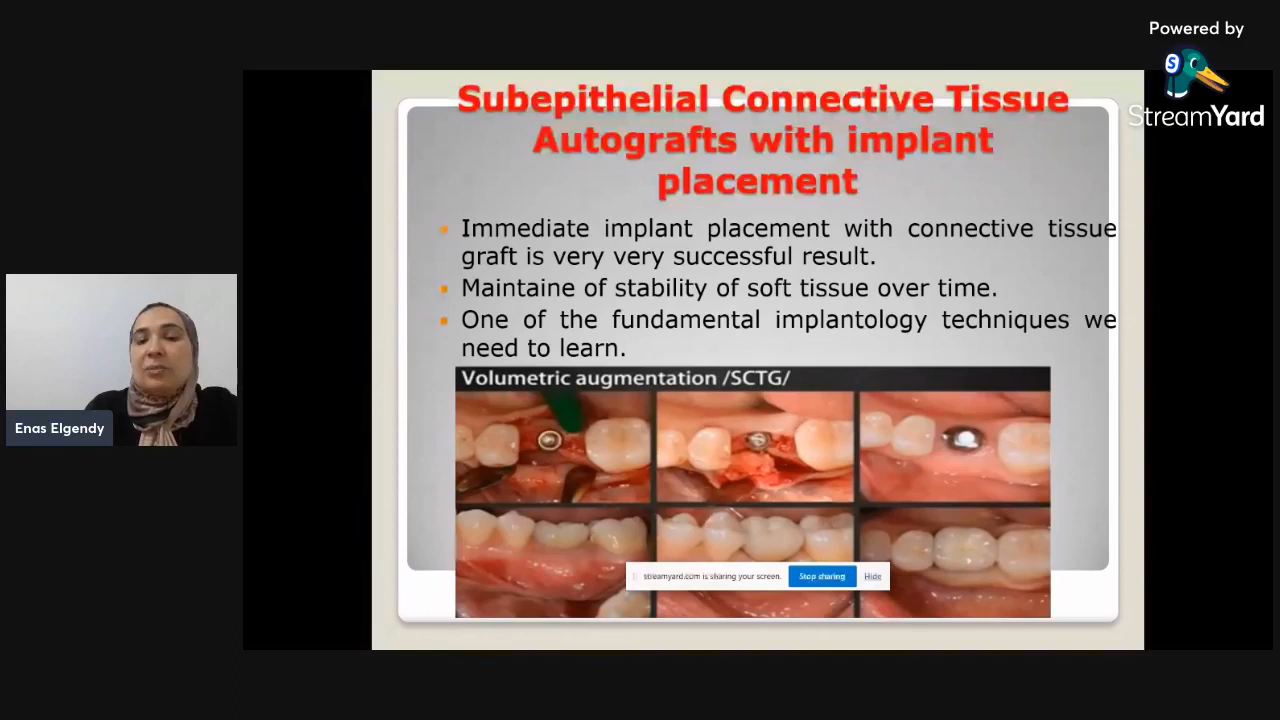 Powered by
StreamYard
Subepithelial Connective Tissue
Autografts with implant
placement
Immediate implant placement with connective tissue
graft is very very successful result.
Maintaine of stability of soft tissue over time.
One of the fundamental implantology techniques we
need to learn.
Volumetric augmentation /SCTG/
Enas Elgendy
streamyard.com is sharing your screen. Stop sharing Hide